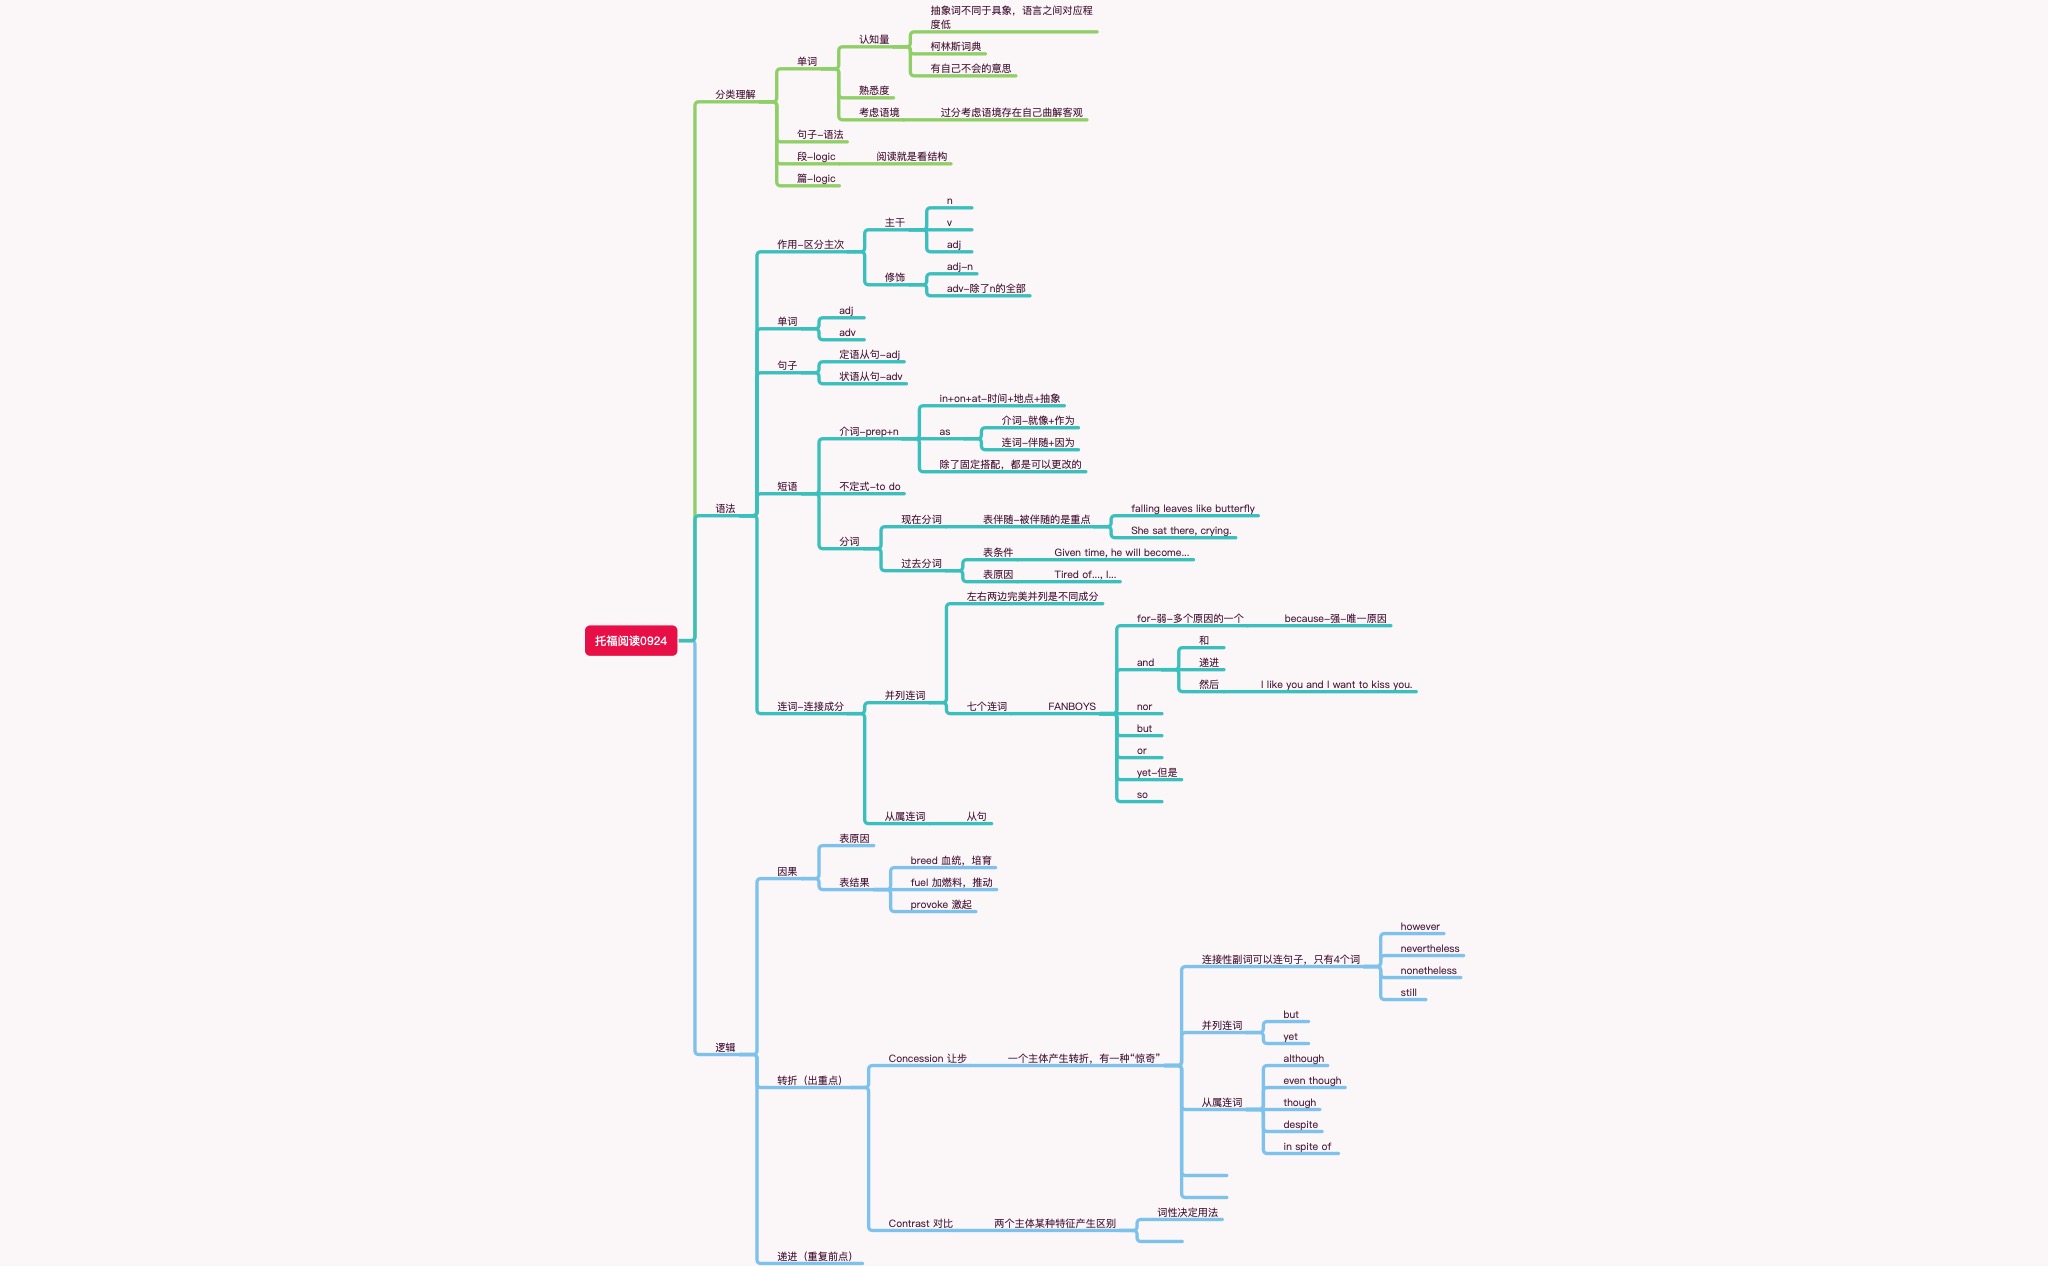 托福阅读0924
分类理解
单词
认知量
抽象词不同于具象，语言之间对应程
度低
柯林斯词典
有自己不会的意思
熟悉度
考虑语境
过分考虑语境存在自己曲解客观
句子-语法
段-logic
阅读就是看结构
篇-logic
语法
作用-区分主次
主干
n
v
adj
修饰
adj-n
adv-除了n的全部
单词
adj
adv
句子
定语从句-adj
状语从句-adv
短语
介词-prep+n
in+on+at-时间+地点+抽象
as
介词-就像+作为
连词-伴随+因为
除了固定搭配，都是可以更改的
不定式-to do
分词
现在分词
表伴随-被伴随的是重点
falling leaves like butterfly
She sat there, crying.
过去分词
表条件
Given time, he will become...
表原因
Tired of..., I...
连词-连接成分
并列连词
左右两边完美并列是不同成分
七个连词
FANBOYS
for-弱-多个原因的一个
because-强-唯一原因
and
和
递进
然后
I like you and I want to kiss you.
nor
but
or
yet-但是
so
从属连词
从句
逻辑
因果
表原因
表结果
breed 血统，培育
fuel 加燃料，推动
provoke 激起
转折（出重点）
Concession 让步
一个主体产生转折，有一种“惊奇”
连接性副词可以连句子，只有4个词
however
nevertheless
nonetheless
still
并列连词
but
yet
从属连词
although
even though
though
despite
in spite of
Contrast 对比
两个主体某种特征产生区别
词性决定用法
递进（重复前点）